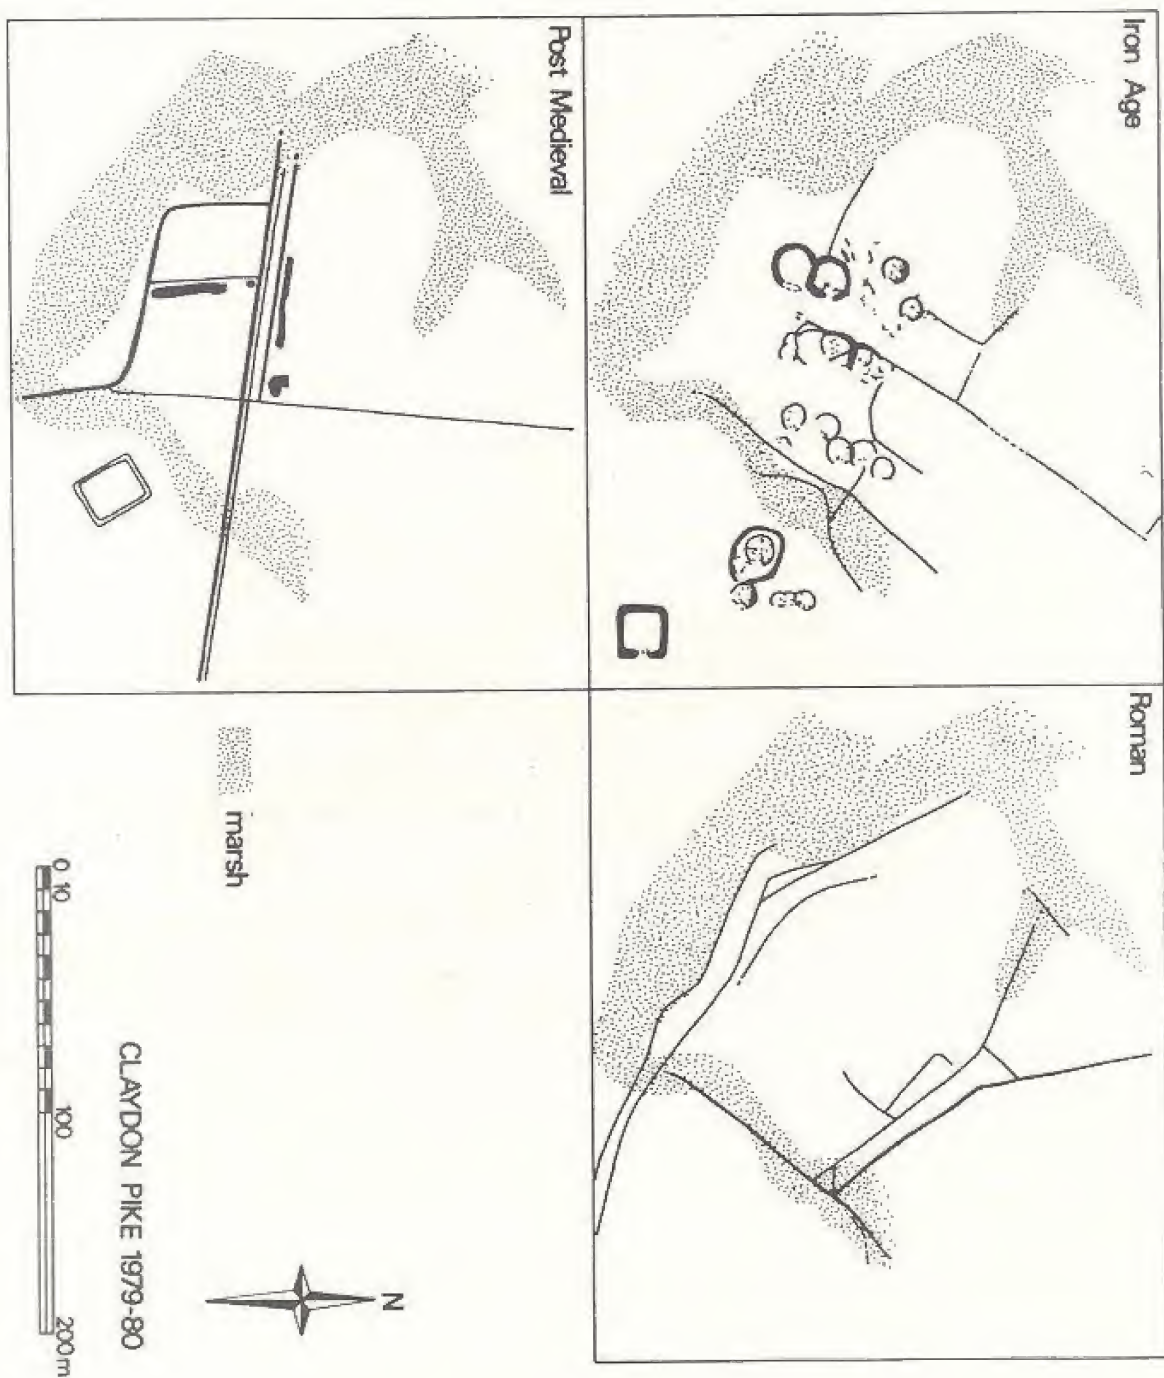 Iron Age
Roman
Post Medieval
marsh
N
0 10 100 200m
CLAYDON PIKE 1979-80